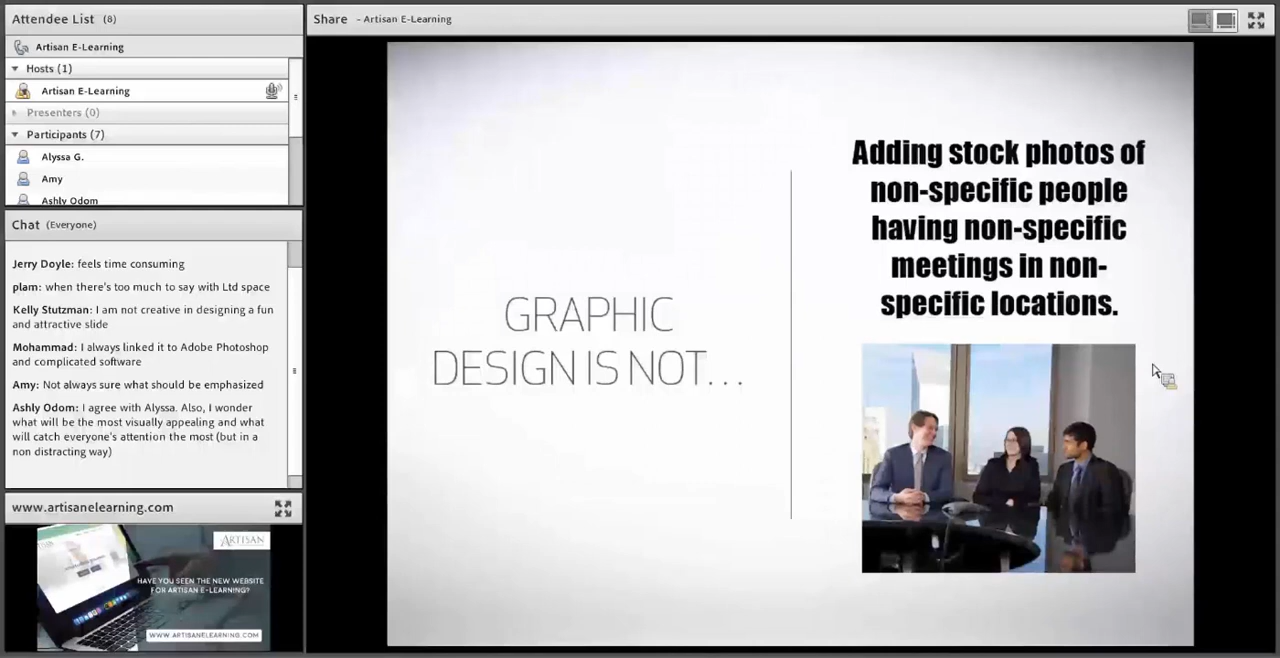 Attendee List (8)
Artisan E-Learning
Hosts (1)
Artisan E-Learning
Presenters (0)
Participants (7)
Alyssa G.
Amy
Ashly Odom
Chat (Everyone)
Jerry Doyle: feels time consuming
plam: when there's too much to say with Ltd space
Kelly Stutzman: I am not creative in designing a fun
and attractive slide
Mohammad: I always linked it to Adobe Photoshop
and complicated software
Amy: Not always sure what should be emphasized
Ashly Odom: I agree with Alyssa. Also, I wonder
what will be the most visually appealing and what
will catch everyone's attention the most (but in a
non distracting way)
www.artisanelearning.com
ARTISAN
HAVE YOU SEEN THE NEW WEBSITE
FOR ARTISAN E-LEARNING?
WWW.ARTISANELEARNING.COM
Share - Artisan E-Learning
GRAPHIC
DESIGN IS NOT...
Adding stock photos of
non-specific people
having non-specific
meetings in non-
specific locations.